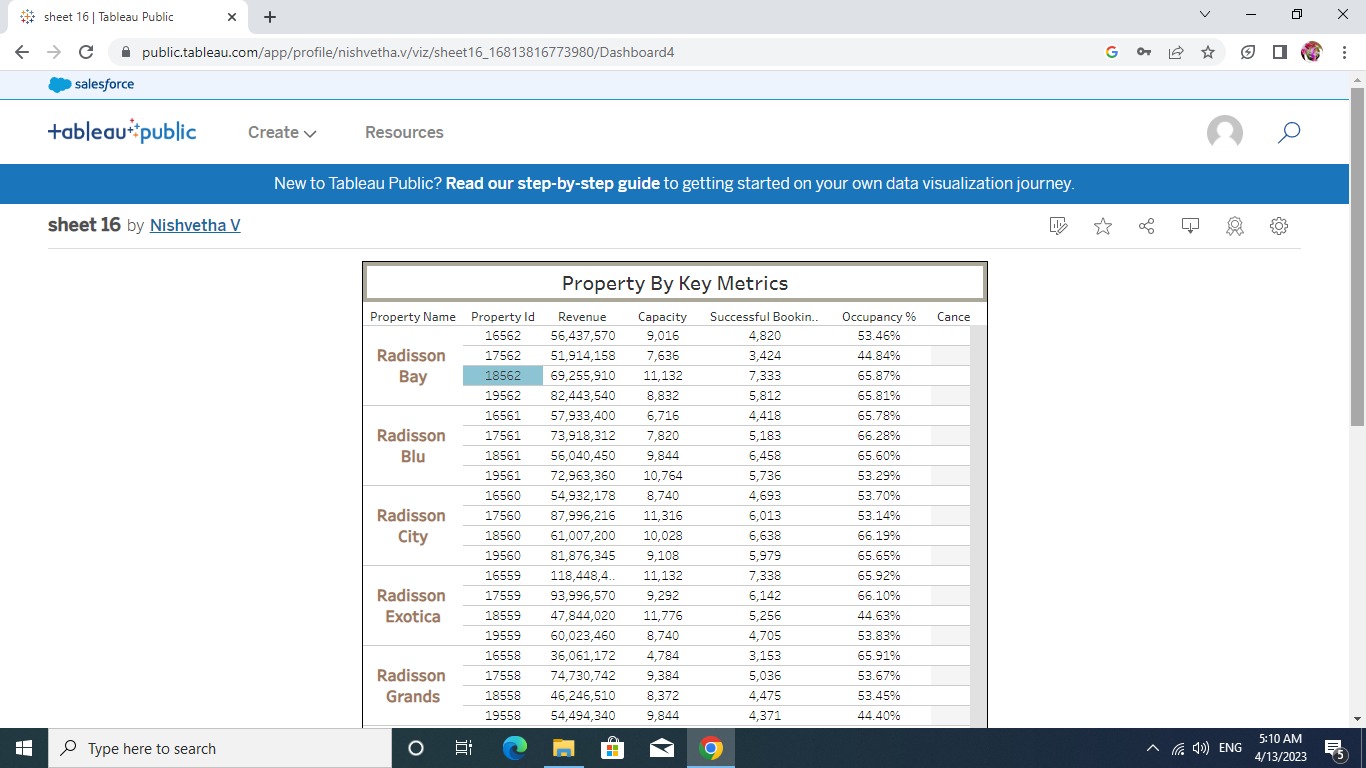 sheet 16 | Tableau Public
public.tableau.com/app/profile/nishvetha.v/viz/sheet16_16813816773980/Dashboard4
salesforce
+ableau public
Create
Resources
New to Tableau Public? Read our step-by-step guide to getting started on your own data visualization journey.
sheet 16 by Nishvetha V
Property By Key Metrics
Property Name Property Id Revenue Capacity Successful Bookin.. Occupancy % Cance
Radisson Bay
16562 56,437,570 9,016 4,820 53.46%
17562 51,914,158 7,636 3,424 44.84%
18562 69,255,910 11,132 7,333 65.87%
19562 82,443,540 8,832 5,812 65.81%
Radisson Blu
16561 57,933,400 6,716 4,418 65.78%
17561 73,918,312 7,820 5,183 66.28%
18561 56,040,450 9,844 6,458 65.60%
19561 72,963,360 10,764 5,736 53.29%
Radisson City
16560 54,932,178 8,740 4,693 53.70%
17560 87,996,216 11,316 6,013 53.14%
18560 61,007,200 10,028 6,638 66.19%
19560 81,876,345 9,108 5,979 65.65%
Radisson Exotica
16559 118,448,4.. 11,132 7,338 65.92%
17559 93,996,570 9,292 6,142 66.10%
18559 47,844,020 11,776 5,256 44.63%
19559 60,023,460 8,740 4,705 53.83%
Radisson Grands
16558 36,061,172 4,784 3,153 65.91%
17558 74,730,742 9,384 5,036 53.67%
18558 46,246,510 8,372 4,475 53.45%
19558 54,494,340 9,844 4,371 44.40%
Type here to search
ENG
5:10 AM
4/13/2023
5